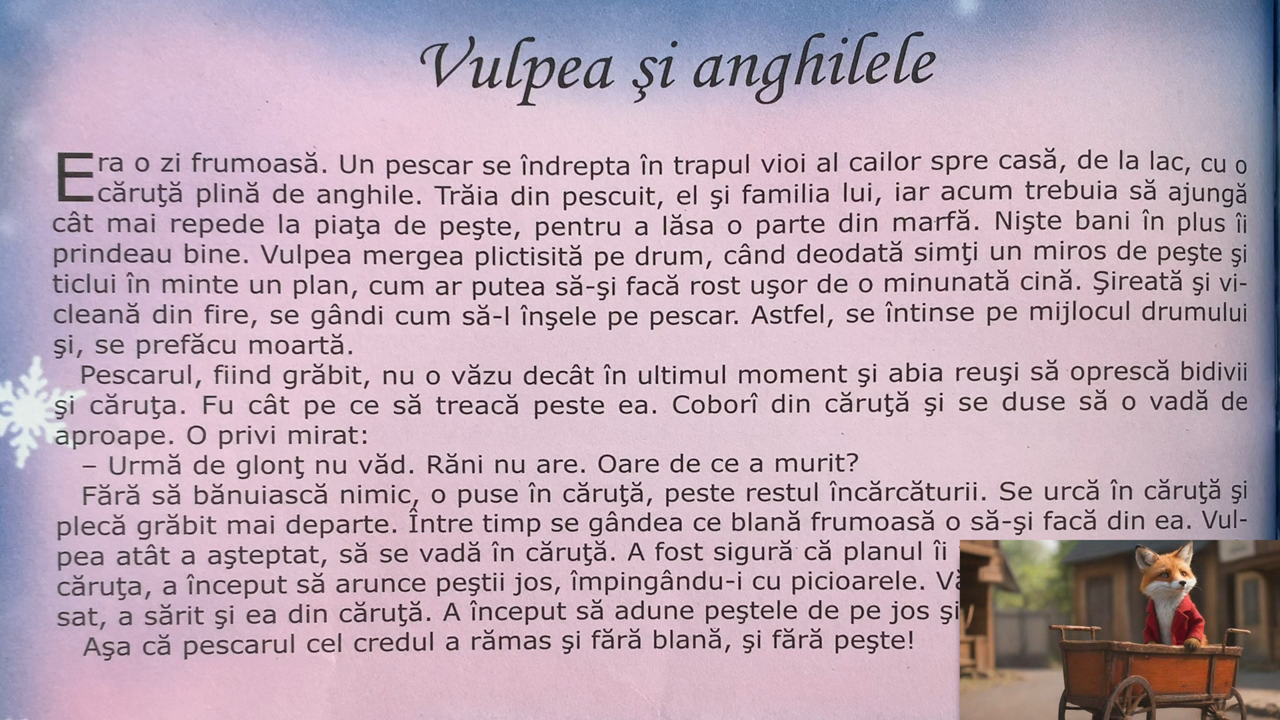 Vulpea şi anghilele
Era o zi frumoasă. Un pescar se îndrepta în trapul vioi al cailor spre casă, de la lac, cu o
căruţă plină de anghile. Trăia din pescuit, el şi familia lui, iar acum trebuia să ajungă
cât mai repede la piaţa de peşte, pentru a lăsa o parte din marfă. Nişte bani în plus îi
prindeau bine. Vulpea mergea plictisită pe drum, când deodată simţi un miros de peşte şi
ticlui în minte un plan, cum ar putea să-şi facă rost uşor de o minunată cină. Şireată şi vi-
cleană din fire, se gândi cum să-l înşele pe pescar. Astfel, se întinse pe mijlocul drumului
şi, se prefăcu moartă.
Pescarul, fiind grăbit, nu o văzu decât în ultimul moment şi abia reuşi să oprescă bidivii
şi căruţa. Fu cât pe ce să treacă peste ea. Coborî din căruţă şi se duse să o vadă de
aproape. O privi mirat:
– Urmă de glonţ nu văd. Răni nu are. Oare de ce a murit?
Fără să bănuiască nimic, o puse în căruţă, peste restul încărcăturii. Se urcă în căruţă şi
plecă grăbit mai departe. Între timp se gândea ce blană frumoasă o să-şi facă din ea. Vul-
pea atât a aşteptat, să se vadă în căruţă. A fost sigură că planul îi
căruţa, a început să arunce peştii jos, împingându-i cu picioarele.
sat, a sărit şi ea din căruţă. A început să adune peştele de pe jos şi
Aşa că pescarul cel credul a rămas şi fără blană, şi fără peşte!